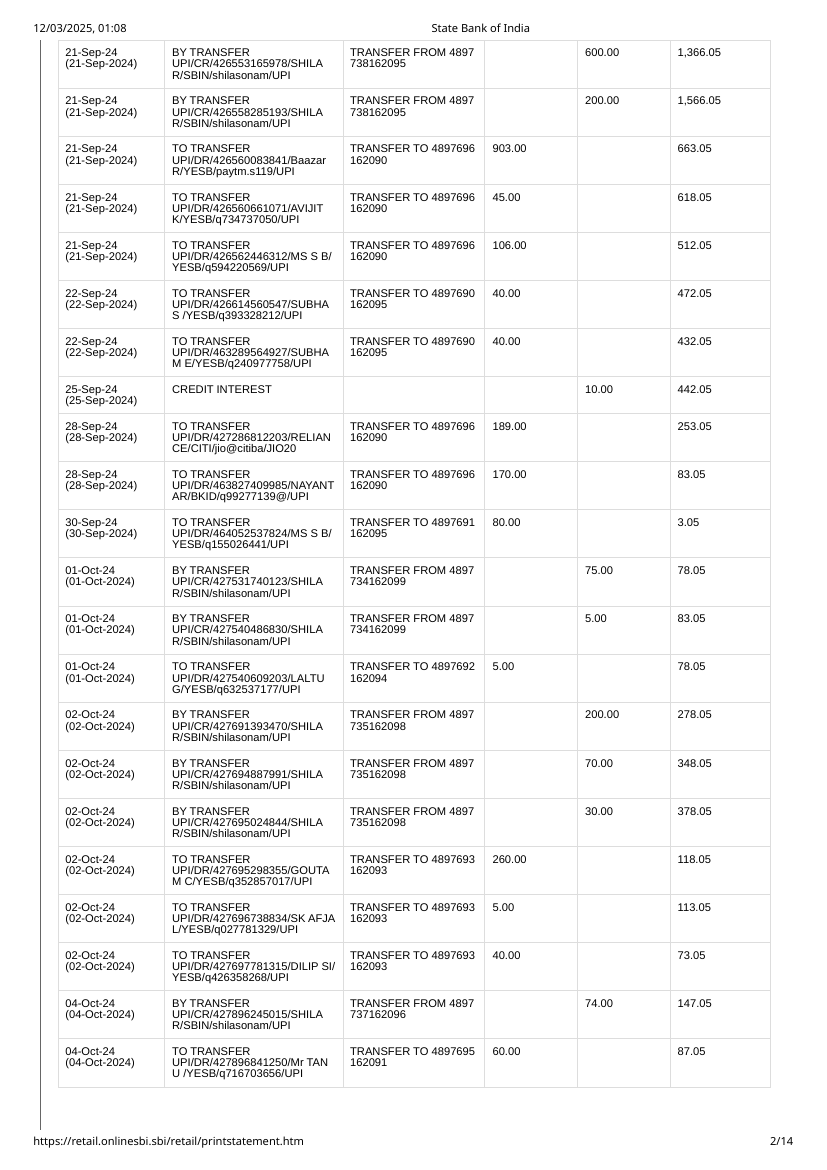 12/03/2025, 01:08 State Bank of India
21-Sep-24 BY TRANSFER TRANSFER FROM 4897 600.00 1,366.05
(21-Sep-2024) UPI/CR/426553165978/SHILA 738162095
R/SBIN/shilasonam/UPI
21-Sep-24 BY TRANSFER TRANSFER FROM 4897 200.00 1,566.05
(21-Sep-2024) UPI/CR/426558285193/SHILA 738162095
R/SBIN/shilasonam/UPI
21-Sep-24 TO TRANSFER TRANSFER TO 4897696 903.00 663.05
(21-Sep-2024) UPI/DR/426560083841/Baazar 162090
R/YESB/paytm.s119/UPI
21-Sep-24 TO TRANSFER TRANSFER TO 4897696 45.00 618.05
(21-Sep-2024) UPI/DR/426560661071/AVIJIT 162090
K/YESB/q734737050/UPI
21-Sep-24 TO TRANSFER TRANSFER TO 4897696 106.00 512.05
(21-Sep-2024) UPI/DR/426562446312/MS S B/ 162090
YESB/q594220569/UPI
22-Sep-24 TO TRANSFER TRANSFER TO 4897690 40.00 472.05
(22-Sep-2024) UPI/DR/426614560547/SUBHA 162095
S /YESB/q393328212/UPI
22-Sep-24 TO TRANSFER TRANSFER TO 4897690 40.00 432.05
(22-Sep-2024) UPI/DR/463289564927/SUBHA 162095
M E/YESB/q240977758/UPI
25-Sep-24 CREDIT INTEREST 10.00 442.05
(25-Sep-2024)
28-Sep-24 TO TRANSFER TRANSFER TO 4897696 189.00 253.05
(28-Sep-2024) UPI/DR/427286812203/RELIAN 162090
CE/CITI/jio@citiba/JIO20
28-Sep-24 TO TRANSFER TRANSFER TO 4897696 170.00 83.05
(28-Sep-2024) UPI/DR/463827409985/NAYANT 162090
AR/BKID/q99277139@/UPI
30-Sep-24 TO TRANSFER TRANSFER TO 4897691 80.00 3.05
(30-Sep-2024) UPI/DR/464052537824/MS S B/ 162095
YESB/q155026441/UPI
01-Oct-24 BY TRANSFER TRANSFER FROM 4897 75.00 78.05
(01-Oct-2024) UPI/CR/427531740123/SHILA 734162099
R/SBIN/shilasonam/UPI
01-Oct-24 BY TRANSFER TRANSFER FROM 4897 5.00 83.05
(01-Oct-2024) UPI/CR/427540486830/SHILA 734162099
R/SBIN/shilasonam/UPI
01-Oct-24 TO TRANSFER TRANSFER TO 4897692 5.00 78.05
(01-Oct-2024) UPI/DR/427540609203/LALTU 162094
G/YESB/q632537177/UPI
02-Oct-24 BY TRANSFER TRANSFER FROM 4897 200.00 278.05
(02-Oct-2024) UPI/CR/427691393470/SHILA 735162098
R/SBIN/shilasonam/UPI
02-Oct-24 BY TRANSFER TRANSFER FROM 4897 70.00 348.05
(02-Oct-2024) UPI/CR/427694887991/SHILA 735162098
R/SBIN/shilasonam/UPI
02-Oct-24 BY TRANSFER TRANSFER FROM 4897 30.00 378.05
(02-Oct-2024) UPI/CR/427695024844/SHILA 735162098
R/SBIN/shilasonam/UPI
02-Oct-24 TO TRANSFER TRANSFER TO 4897693 260.00 118.05
(02-Oct-2024) UPI/DR/427695298355/GOUTA 162093
M C/YESB/q352857017/UPI
02-Oct-24 TO TRANSFER TRANSFER TO 4897693 5.00 113.05
(02-Oct-2024) UPI/DR/427696738834/SK AFJA 162093
L/YESB/q027781329/UPI
02-Oct-24 TO TRANSFER TRANSFER TO 4897693 40.00 73.05
(02-Oct-2024) UPI/DR/427697781315/DILIP SI/ 162093
YESB/q426358268/UPI
04-Oct-24 BY TRANSFER TRANSFER FROM 4897 74.00 147.05
(04-Oct-2024) UPI/CR/427896245015/SHILA 737162096
R/SBIN/shilasonam/UPI
04-Oct-24 TO TRANSFER TRANSFER TO 4897695 60.00 87.05
(04-Oct-2024) UPI/DR/427896841250/Mr TAN 162091
U /YESB/q716703656/UPI
https://retail.onlinesbi.sbi/retail/printstatement.htm 2/14